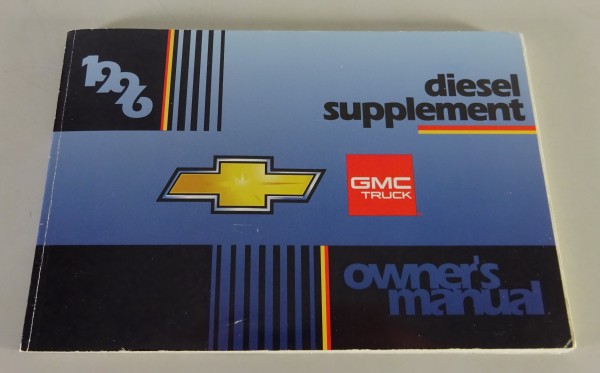 1996
diesel
supplement
GMC
TRUCK
owner's
manual